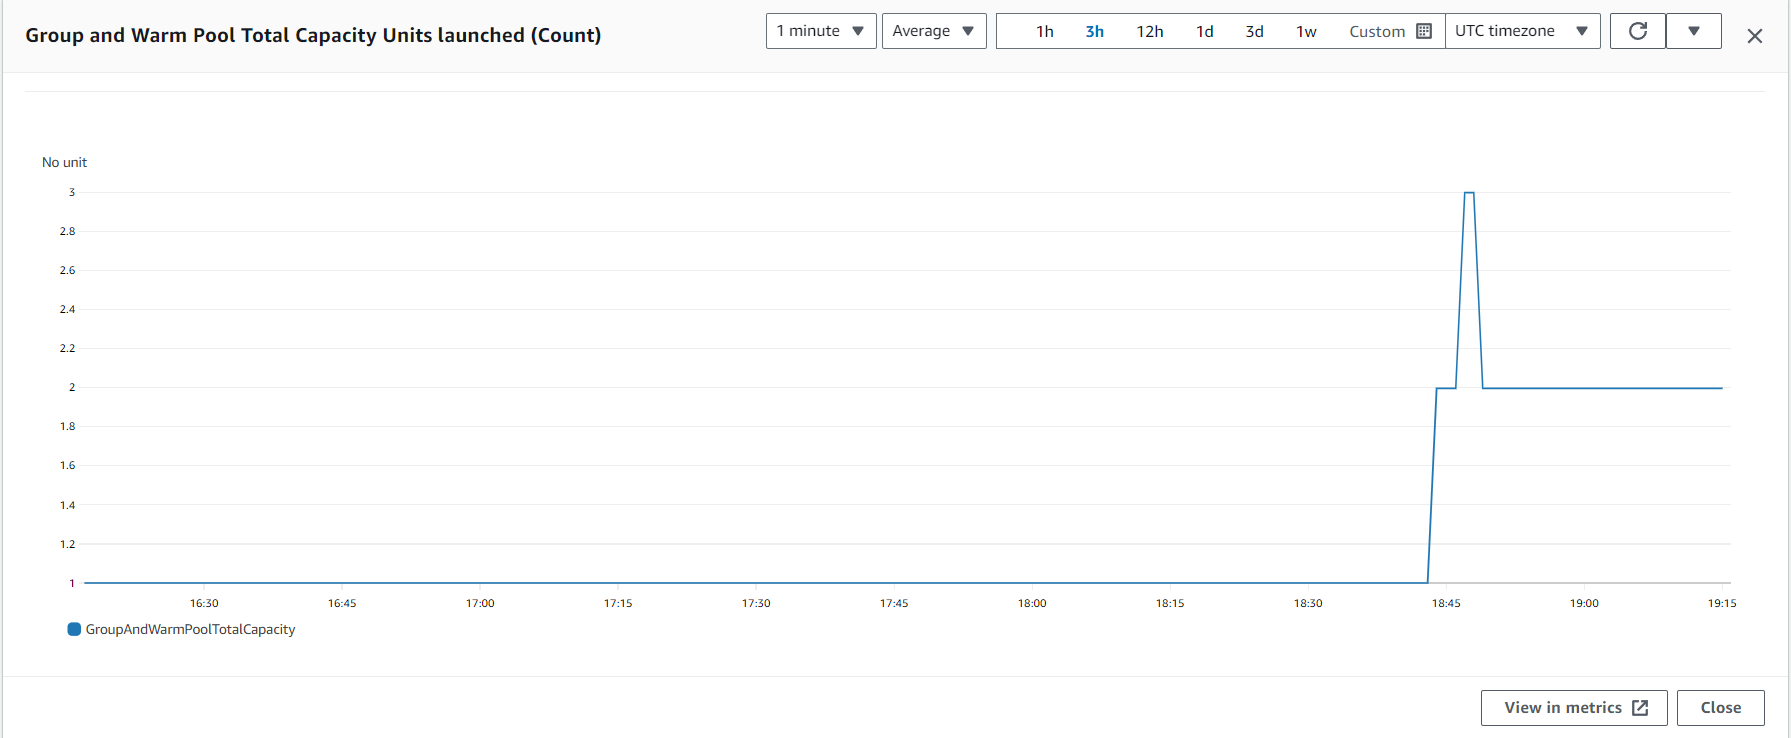 Group and Warm Pool Total Capacity Units launched (Count)
1 minute
Average
1h
3h
12h
1d
3d
1w
Custom
UTC timezone
No unit
3
2.8
2.6
2.4
2.2
2
1.8
1.6
1.4
1.2
1
16:30
16:45
17:00
17:15
17:30
17:45
18:00
18:15
18:30
18:45
19:00
19:15
GroupAndWarmPoolTotalCapacity
View in metrics
Close